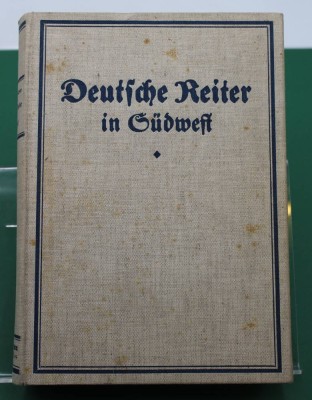 Deutſche Reiter
in Südweſt